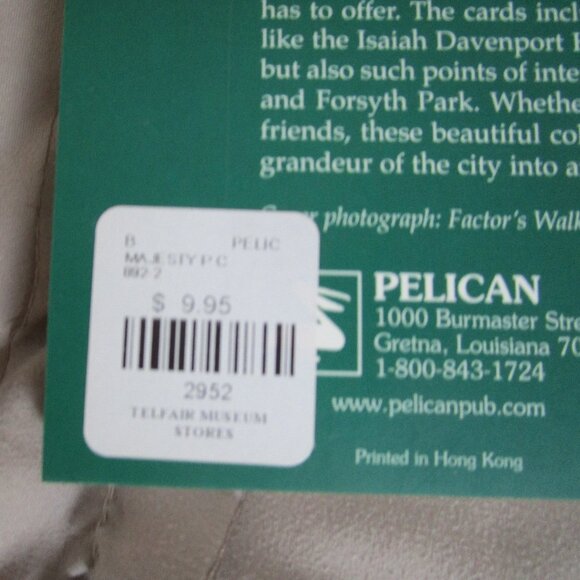 has to offer. The cards incl
like the Isaiah Davenport
but also such points of inte
and Forsyth Park. Whethe
friends, these beautiful co
grandeur of the city into a
photograph: Factor's Walk
B PELIC
MAJESTY P C
892-2
$ 9.95
2952
TELFAIR MUSEUM
STORES
PELICAN
1000 Burmaster Stre
Gretna, Louisiana 70
1-800-843-1724
www.pelicanpub.com
Printed in Hong Kong